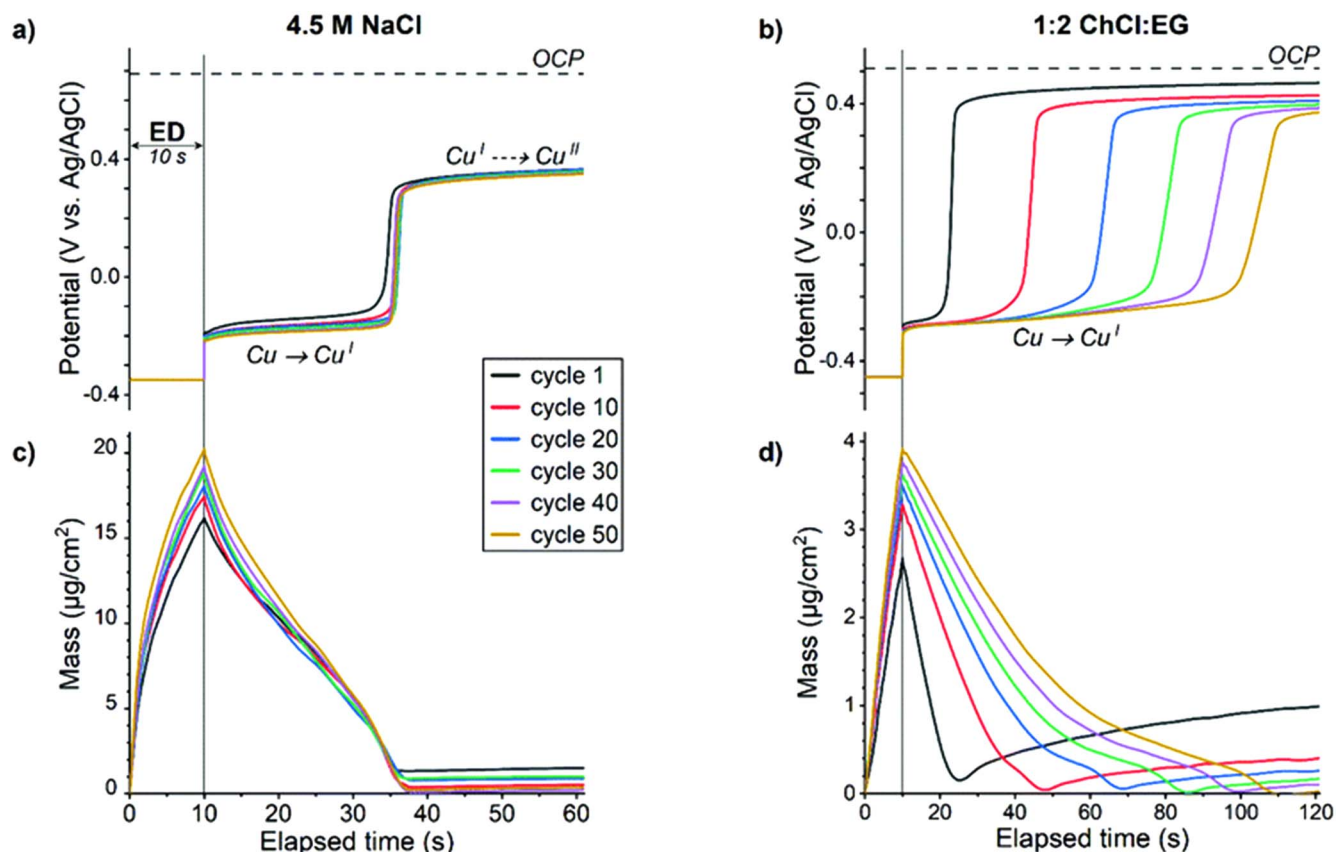 4.5 M NaCl
1:2 ChCl:EG
a)
b)
OCP
OCP
ED
10 s
Cu^I ----> Cu^II
Cu → Cu^I
Cu → Cu^I
Potential (V vs. Ag/AgCl)
0.4
0.0
-0.4
Potential (V vs. Ag/AgCl)
0.4
0.0
-0.4
cycle 1
cycle 10
cycle 20
cycle 30
cycle 40
cycle 50
c)
d)
Mass (µg/cm²)
20
15
10
5
0
0 10 20 30 40 50 60
Elapsed time (s)
Mass (µg/cm²)
4
3
2
1
0
0 20 40 60 80 100 120
Elapsed time (s)